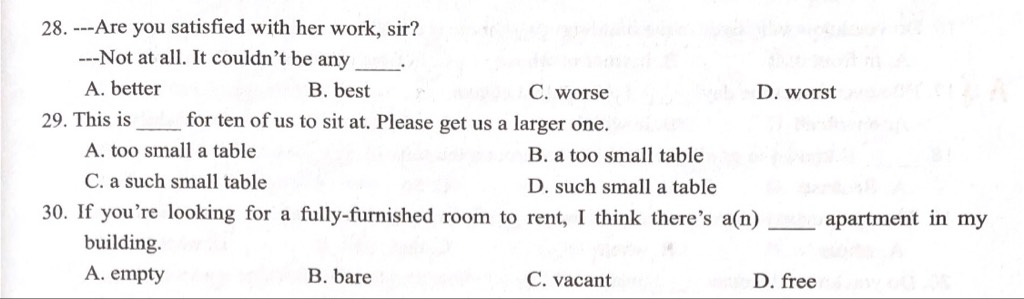 28. ---Are you satisfied with her work, sir?
---Not at all. It couldn't be any _____.
A. better B. best C. worse D. worst
29. This is _____ for ten of us to sit at. Please get us a larger one.
A. too small a table B. a too small table
C. a such small table D. such small a table
30. If you're looking for a fully-furnished room to rent, I think there's a(n) _____ apartment in my
building.
A. empty B. bare C. vacant D. free